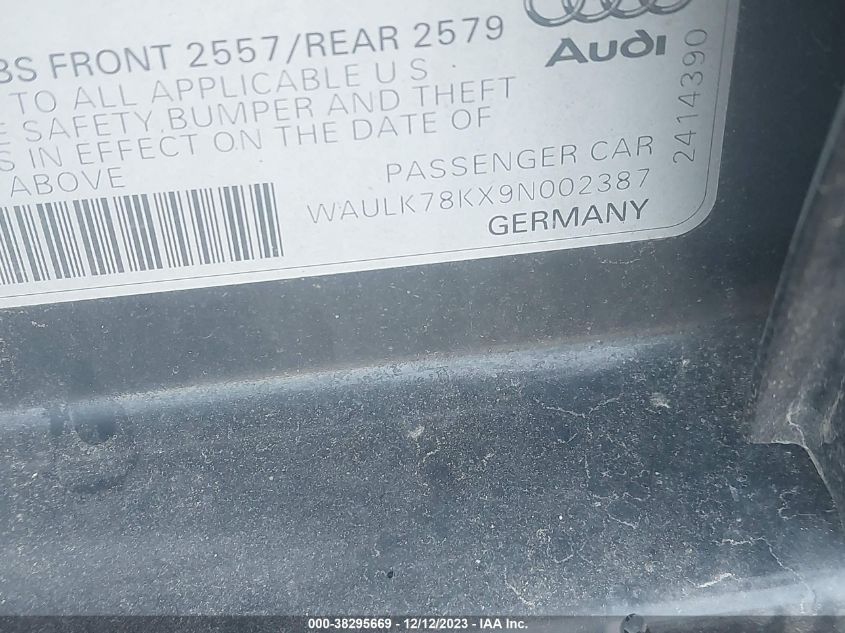 BS FRONT 2557/REAR 2579
TO ALL APPLICABLE U S
SAFETY, BUMPER AND THEFT
S IN EFFECT ON THE DATE OF
ABOVE
Audi
2414390
PASSENGER CAR
WAULK78KX9N002387
GERMANY
000-38295669 - 12/12/2023 - IAA Inc.